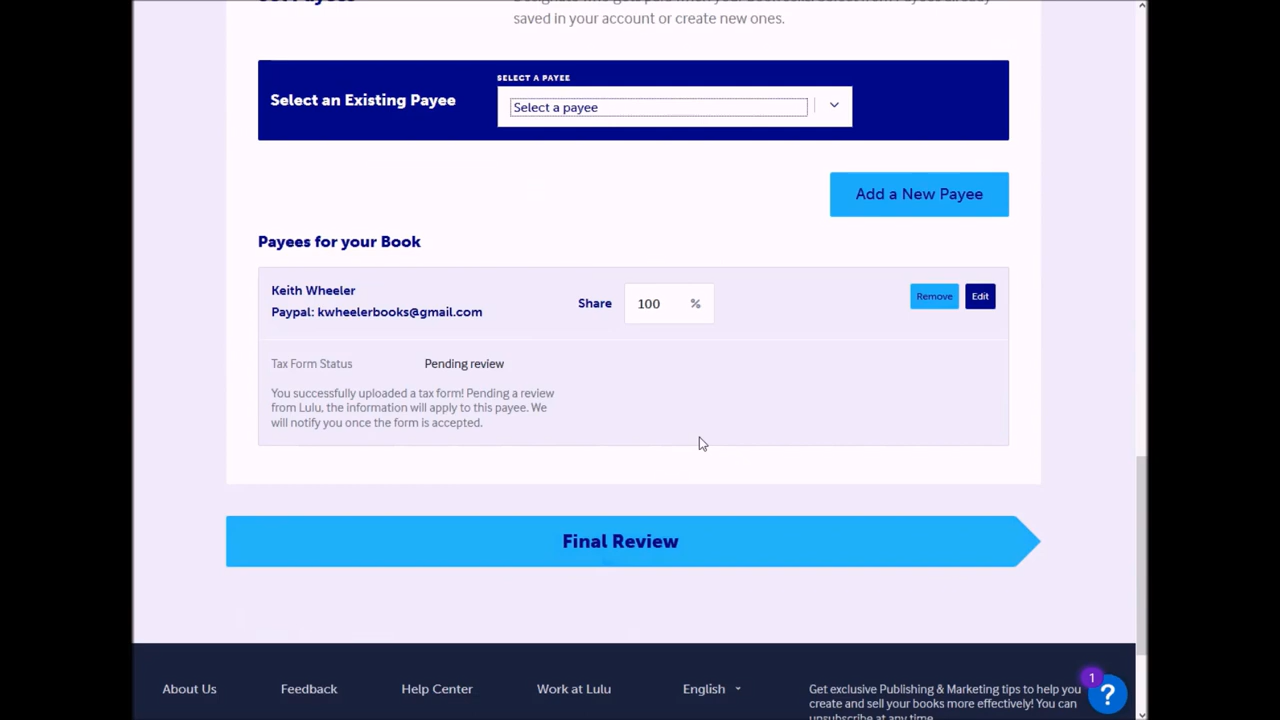 saved in your account or create new ones.
SELECT A PAYEE
Select an Existing Payee
Select a payee
Add a New Payee
Payees for your Book
Keith Wheeler
Paypal: kwheelerbooks@gmail.com
Share 100 %
Remove Edit
Tax Form Status Pending review
You successfully uploaded a tax form! Pending a review
from Lulu, the information will apply to this payee. We
will notify you once the form is accepted.
Final Review
About Us Feedback Help Center Work at Lulu English
Get exclusive Publishing & Marketing tips to help you
create and sell your books more effectively! You can
unsubscribe at any time.
1
?